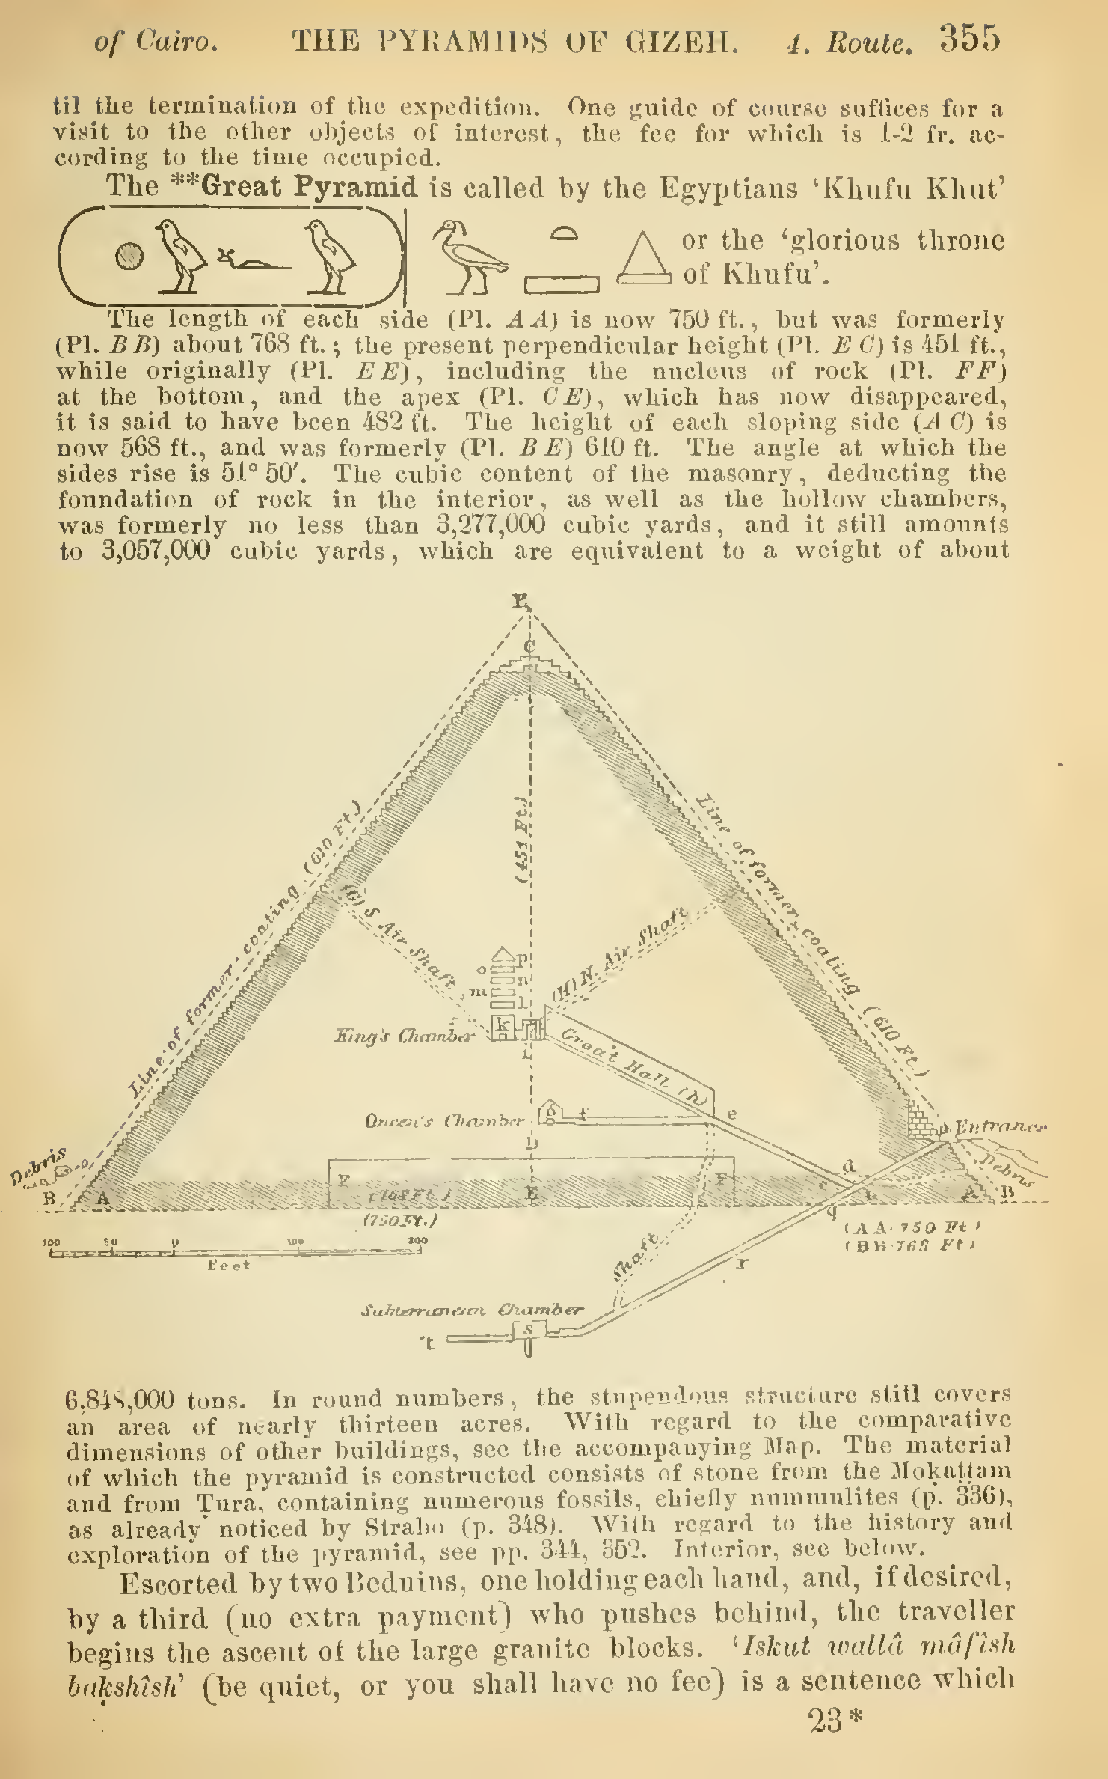 of Cairo. THE PYRAMIDS OF GIZEH. 4. Route. 355
til the termination of the expedition. One guide of course suffices for a
visit to the other objects of interest, the fee for which is 1-2 fr. ac-
cording to the time occupied.
The **Great Pyramid is called by the Egyptians ‘Khufu Khut’
or the ‘glorious throne
of Khufu’.
The length of each side (Pl. AA) is now 750 ft., but was formerly
(Pl. BB) about 768 ft.; the present perpendicular height (Pl. EC) is 451 ft.,
while originally (Pl. EE), including the nucleus of rock (Pl. FF)
at the bottom, and the apex (Pl. CE), which has now disappeared,
it is said to have been 482 ft. The height of each sloping side (AC) is
now 568 ft., and was formerly (Pl. BE) 610 ft. The angle at which the
sides rise is 51° 50′. The cubic content of the masonry, deducting the
foundation of rock in the interior, as well as the hollow chambers,
was formerly no less than 3,277,000 cubic yards, and it still amounts
to 3,057,000 cubic yards, which are equivalent to a weight of about
E
C
Line of former coating (610 Ft.)
(451 Ft.)
Line of former coating (610 Ft.)
(G) S. Air Shaft
(H) N. Air Shaft
p
o
n
m
l
King's Chamber k
L
Great Hall (h)
Queen's Chamber g f e
b
p Entrance
Debris
Debris
d
c
B A F (768 Ft.) E F A B
(750 Ft.)
q
(AA 750 Ft)
(BB 768 Ft)
100 50 0 100 200
Feet
Shaft
r
Subterranean Chamber
t s
6,848,000 tons. In round numbers, the stupendous structure still covers
an area of nearly thirteen acres. With regard to the comparative
dimensions of other buildings, see the accompanying Map. The material
of which the pyramid is constructed consists of stone from the Mokattam
and from Tura, containing numerous fossils, chiefly nummulites (p. 336),
as already noticed by Strabo (p. 348). With regard to the history and
exploration of the pyramid, see pp. 344, 352. Interior, see below.
Escorted by two Beduins, one holding each hand, and, if desired,
by a third (no extra payment) who pushes behind, the traveller
begins the ascent of the large granite blocks. ‘Iskut wallâ mâfîsh
bakshîsh’ (be quiet, or you shall have no fee) is a sentence which
23*